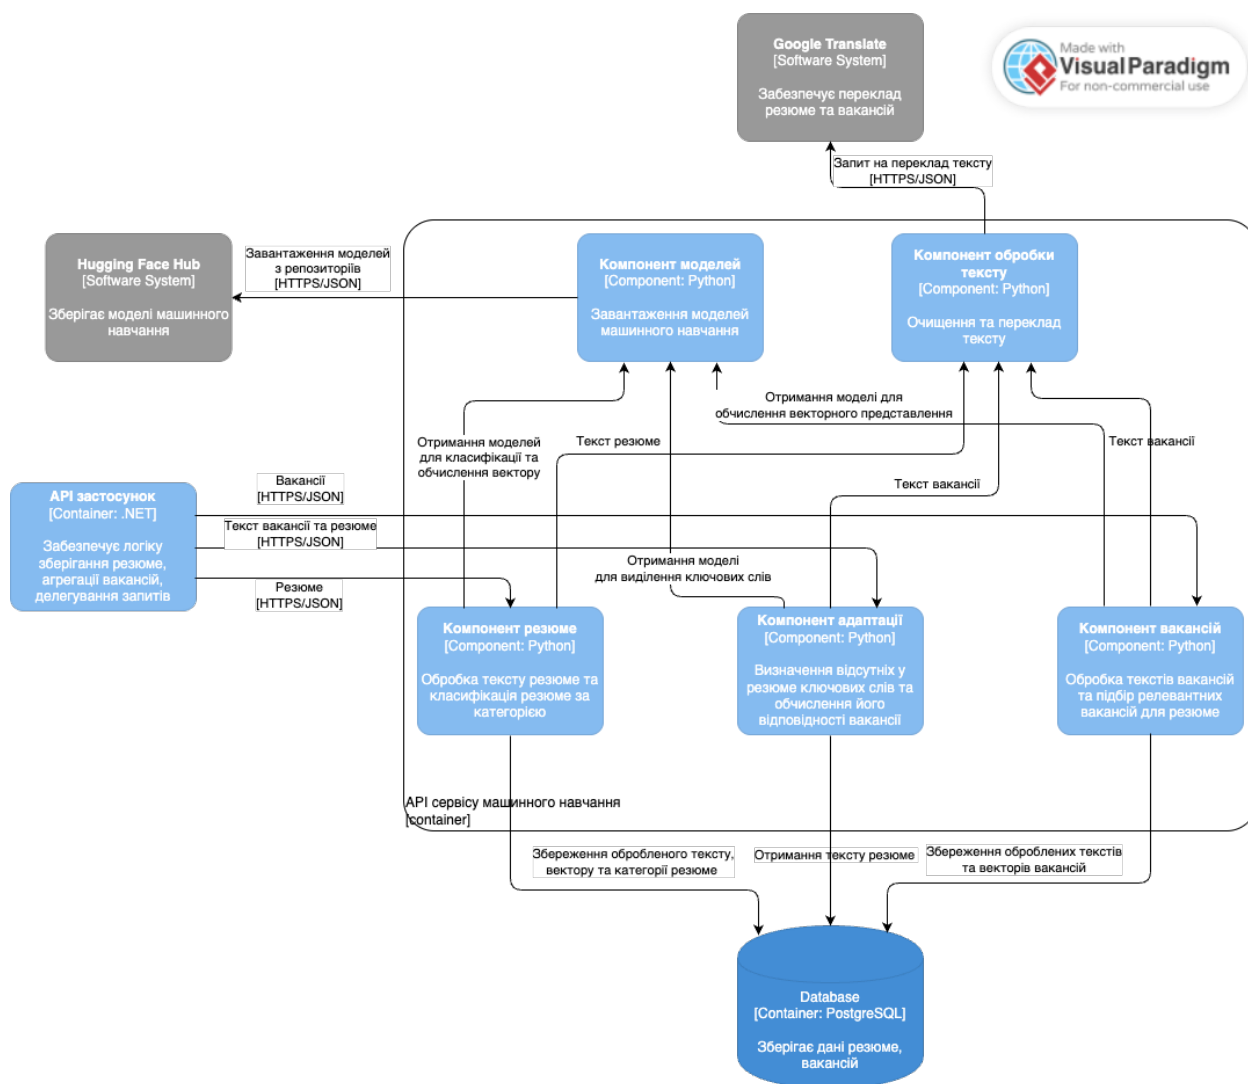 Google Translate
[Software System]
Забезпечує переклад
резюме та вакансій
Made with
Visual Paradigm
For non-commercial use
Запит на переклад тексту
[HTTPS/JSON]
Hugging Face Hub
[Software System]
Зберігає моделі машинного
навчання
Завантаження моделей
з репозиторіїв
[HTTPS/JSON]
Компонент моделей
[Component: Python]
Завантаження моделей
машинного навчання
Компонент обробки
тексту
[Component: Python]
Очищення та переклад
тексту
Отримання моделі для
обчислення векторного представлення
Отримання моделей
для класифікації та
обчислення вектору
Текст резюме
Текст вакансії
Текст вакансії
API застосунок
[Container: .NET]
Забезпечує логіку
зберігання резюме,
агрегації вакансій,
делегування запитів
Вакансії
[HTTPS/JSON]
Текст вакансії та резюме
[HTTPS/JSON]
Резюме
[HTTPS/JSON]
Отримання моделі
для виділення ключових слів
Компонент резюме
[Component: Python]
Обробка тексту резюме та
класифікація резюме за
категорією
Компонент адаптації
[Component: Python]
Визначення відсутніх у
резюме ключових слів та
обчислення його
відповідності вакансії
Компонент вакансій
[Component: Python]
Обробка текстів вакансій
та підбір релевантних
вакансій для резюме
API сервісу машинного навчання
[container]
Збереження обробленого тексту,
вектору та категорії резюме
Отримання тексту резюме
Збереження оброблених текстів
та векторів вакансій
Database
[Container: PostgreSQL]
Зберігає дані резюме,
вакансій